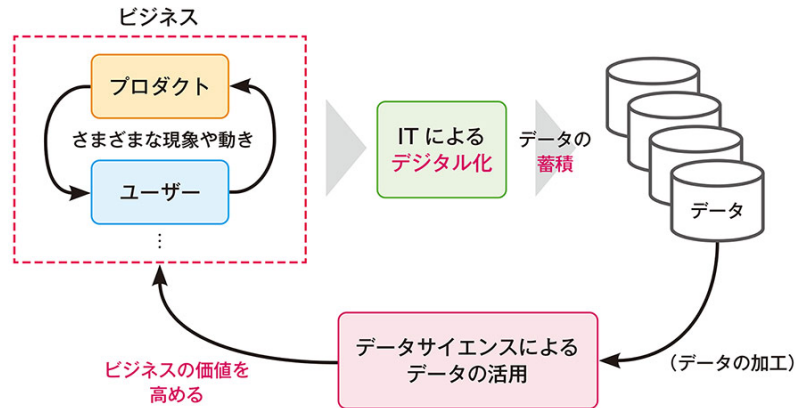 ビジネス
プロダクト
さまざまな現象や動き
ユーザー
⋮
IT による
デジタル化
データの
蓄積
データ
（データの加工）
データサイエンスによる
データの活用
ビジネスの価値を
高める